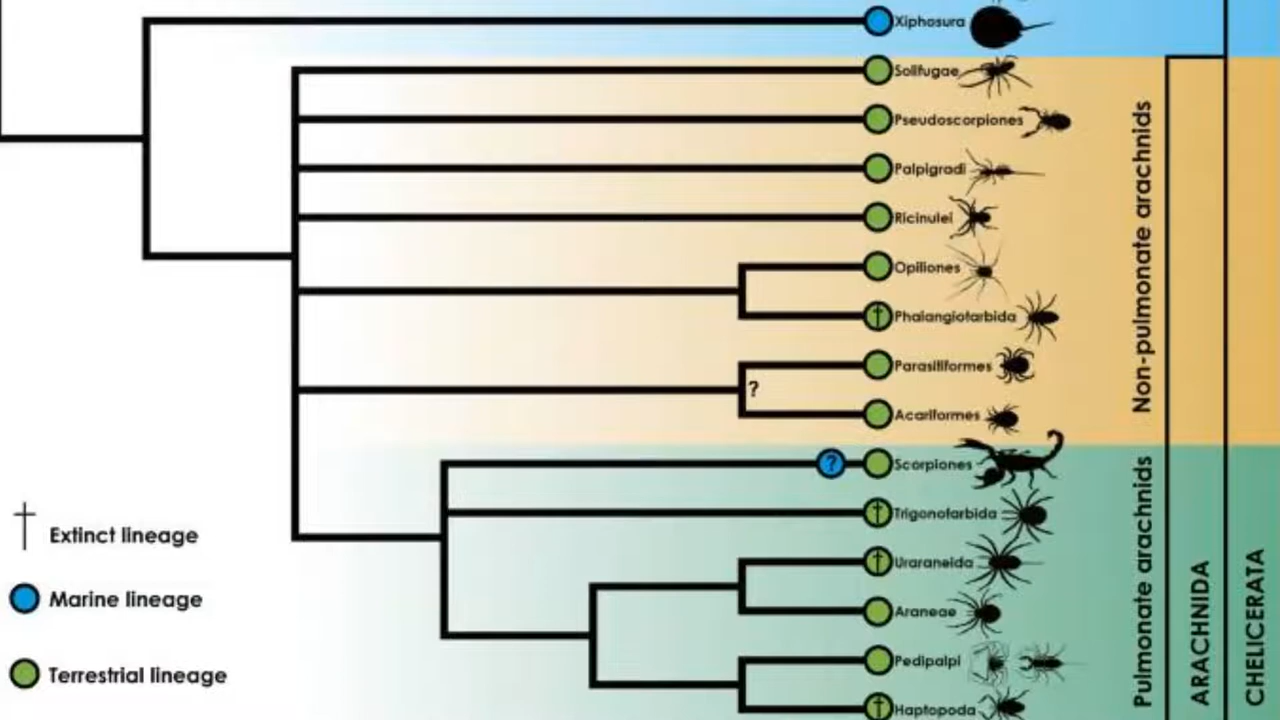 Xiphosura
Solifugae
Pseudoscorpiones
Palpigradi
Ricinulei
Opiliones
† Phalangiotarbida
Parasitiformes
?
Acariformes
? Scorpiones
† Trigonotarbida
† Uraraneida
Araneae
Pedipalpi
† Haptopoda
Non-pulmonate arachnids
Pulmonate arachnids
ARACHNIDA
CHELICERATA
† Extinct lineage
Marine lineage
Terrestrial lineage